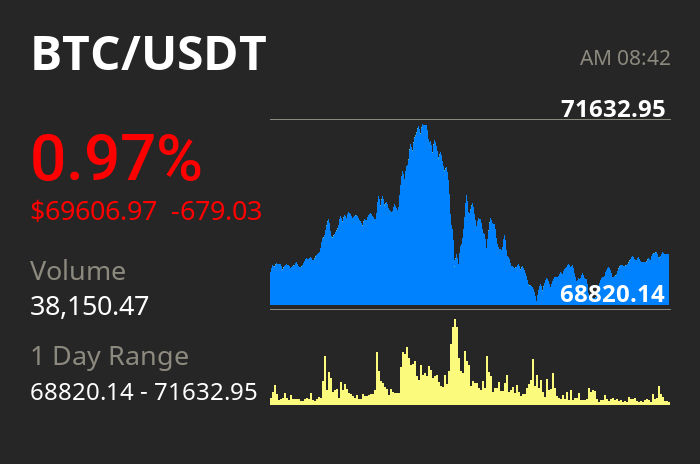 BTC/USDT
AM 08:42
71632.95
0.97%
$69606.97 -679.03
Volume
38,150.47
68820.14
1 Day Range
68820.14 - 71632.95